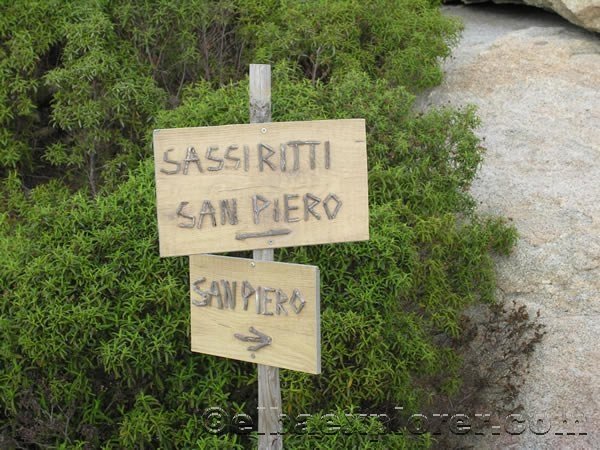 SASSI RITTI
SAN PIERO
SAN PIERO
©elbaexplorer.com